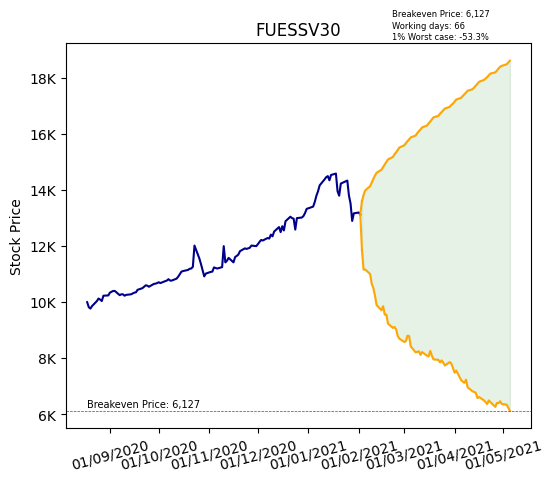 Breakeven Price: 6,127
Working days: 66
1% Worst case: -53.3%
FUESSV30
Stock Price
18K
16K
14K
12K
10K
8K
6K
Breakeven Price: 6,127
01/09/2020
01/10/2020
01/11/2020
01/12/2020
01/01/2021
01/02/2021
01/03/2021
01/04/2021
01/05/2021